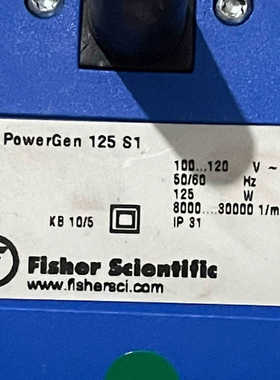 PowerGen 125 S1
100...120 V ~
50/60 Hz
125 W
8000....30000 1/m
KB 10/5 IP 31
Fisher Scientific
www.fishersci.com